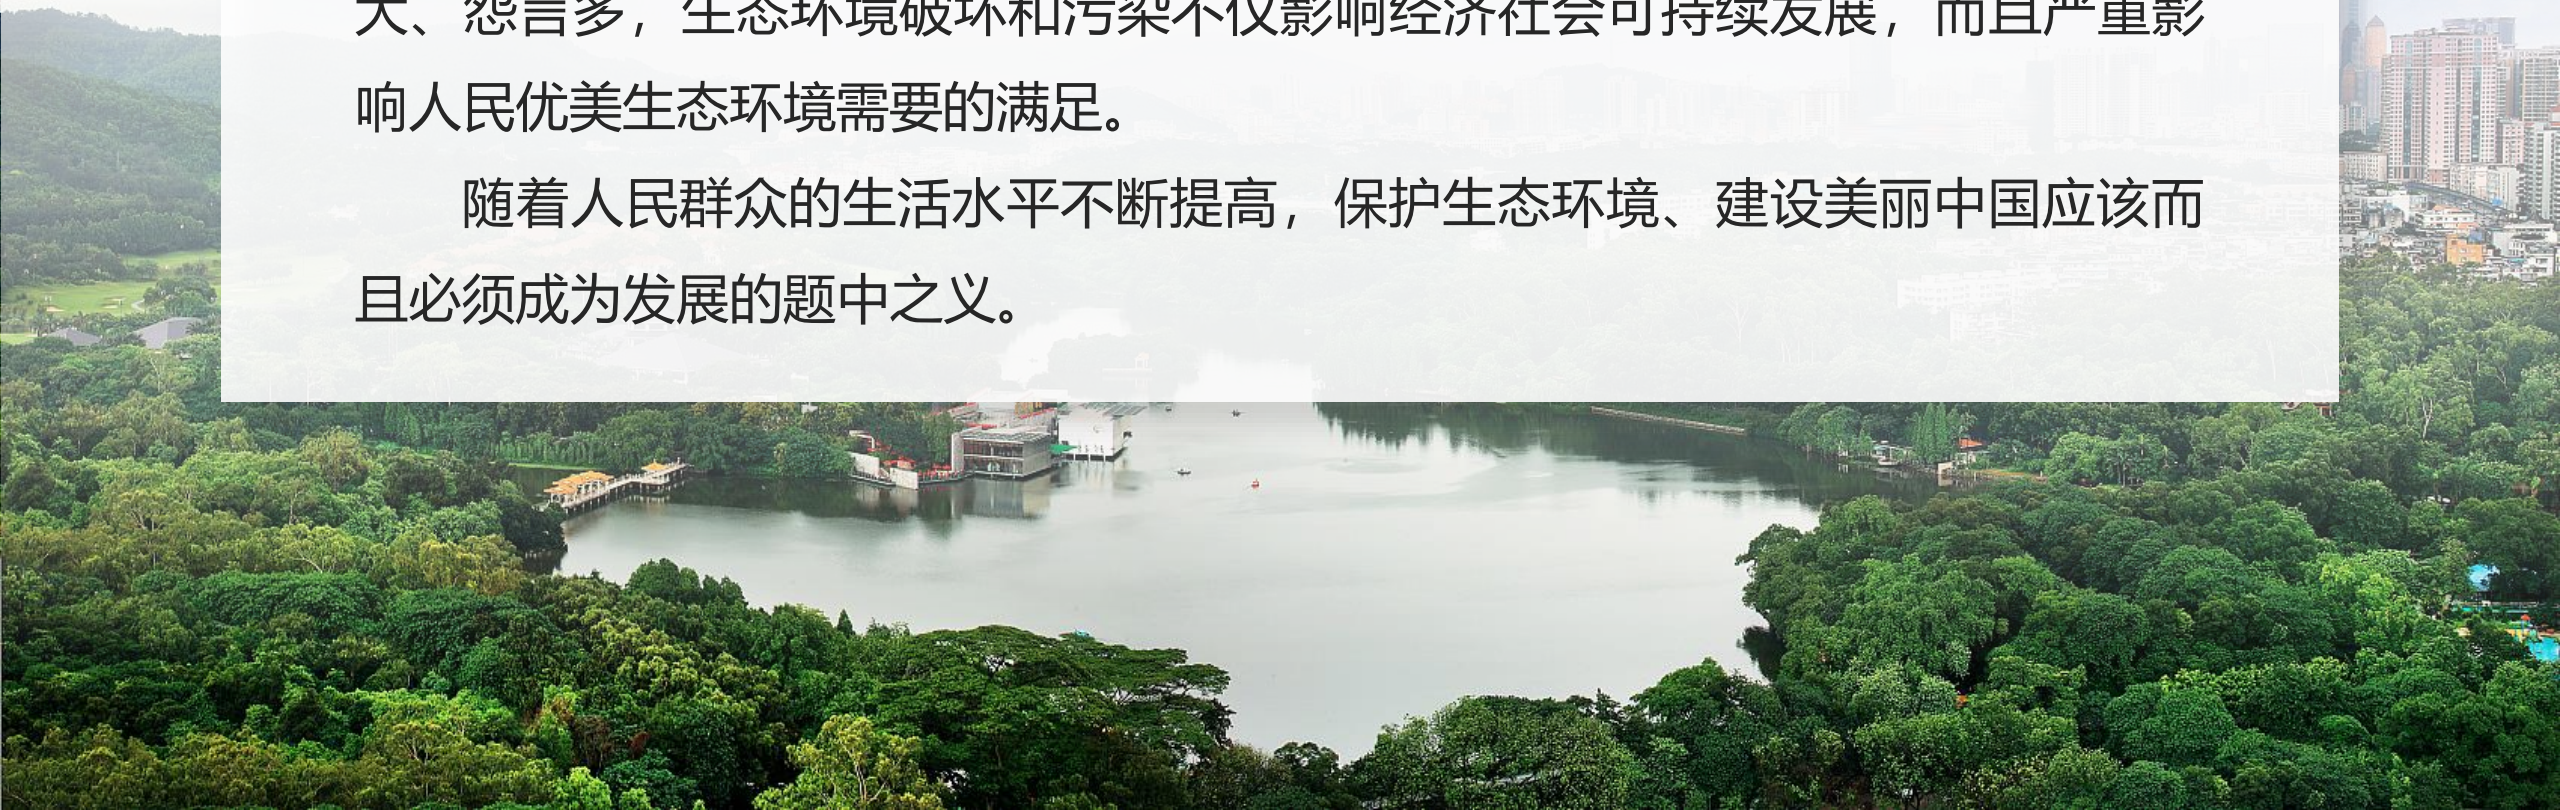 大、怨言多，生态环境破坏和污染不仅影响经济社会可持续发展，而且严重影
响人民优美生态环境需要的满足。
随着人民群众的生活水平不断提高，保护生态环境、建设美丽中国应该而
且必须成为发展的题中之义。